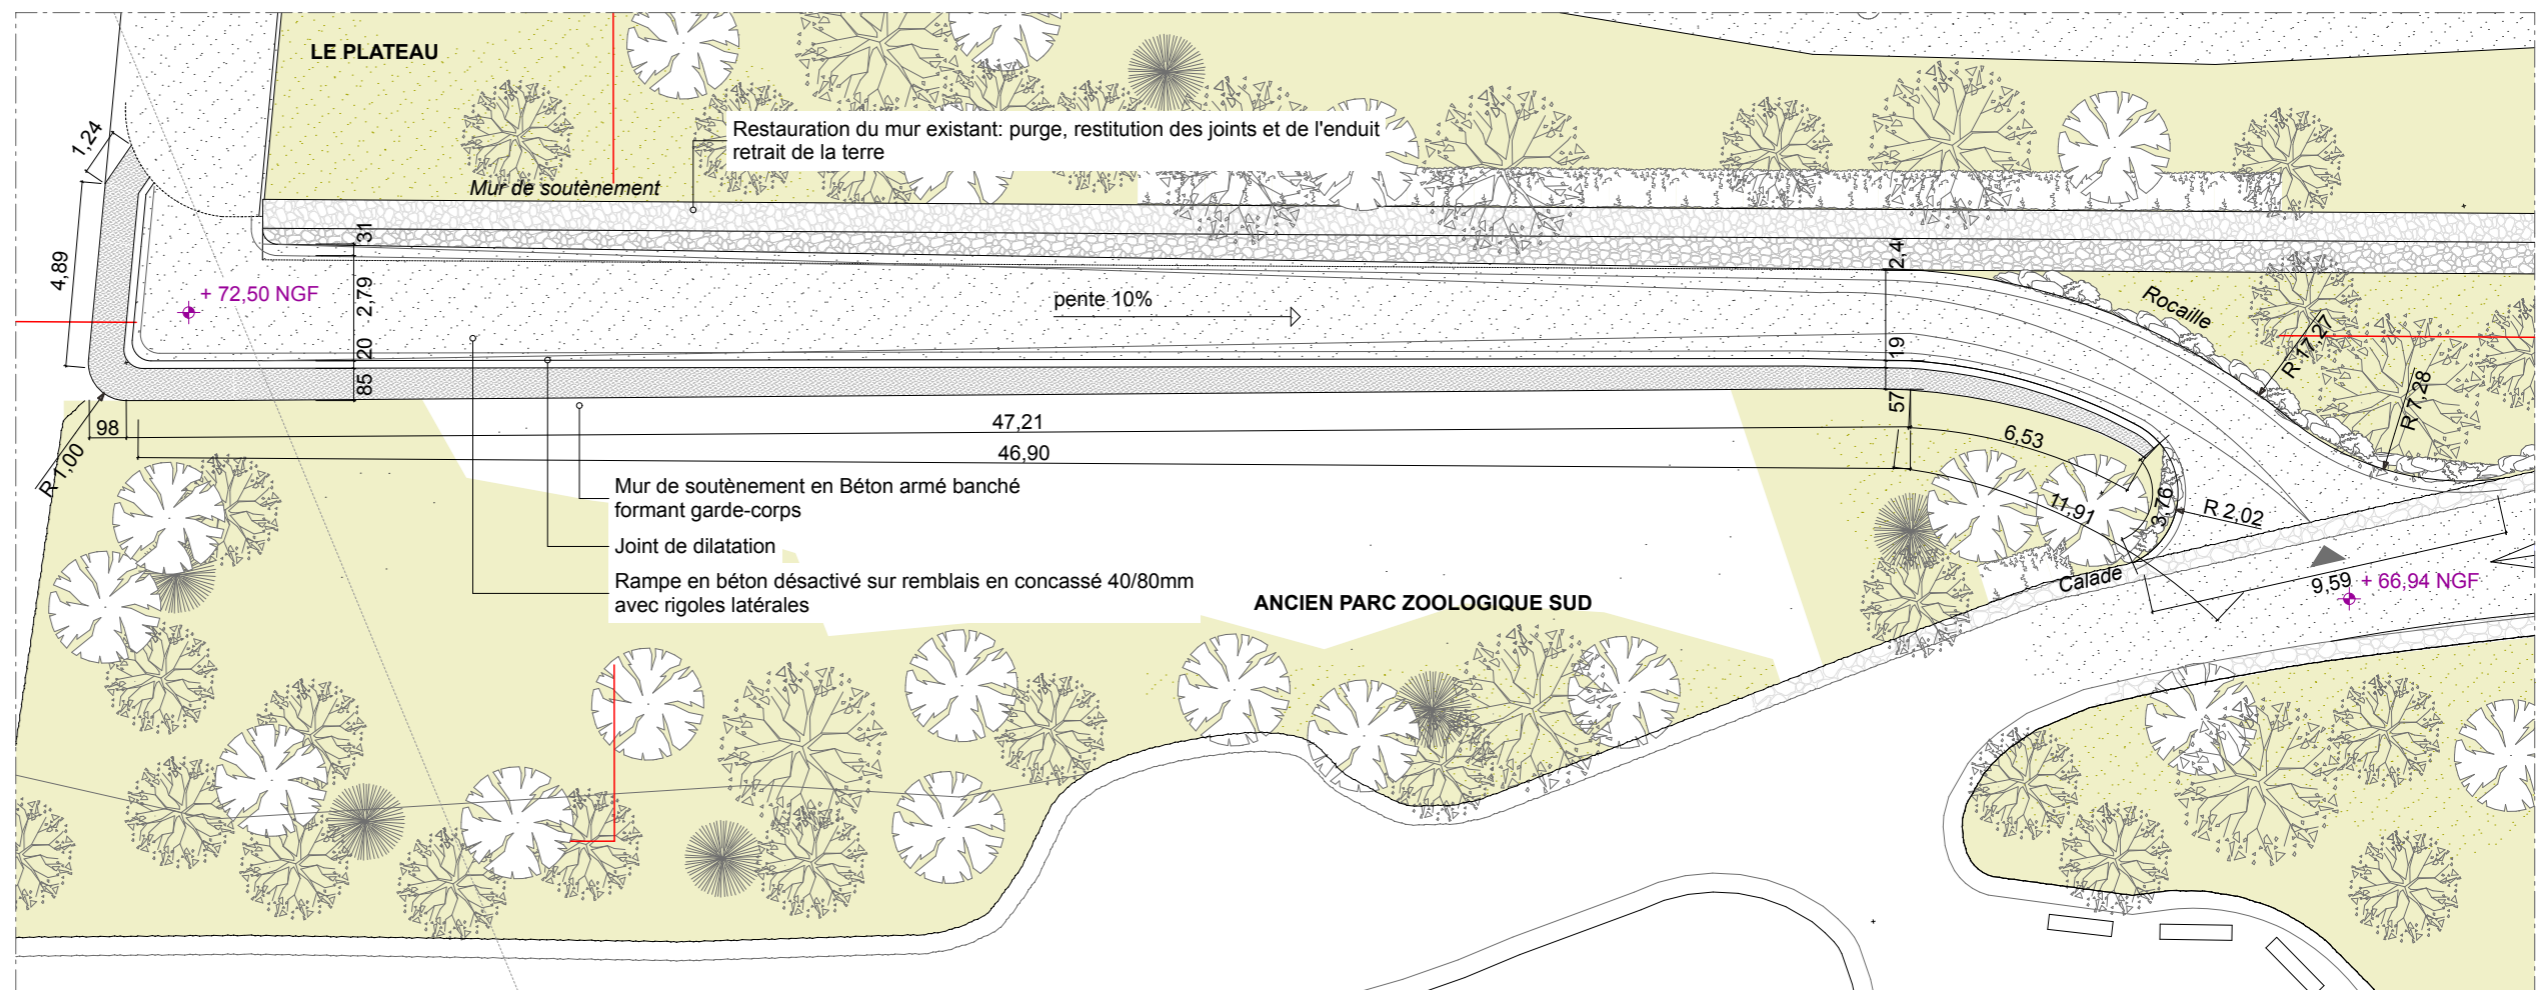 LE PLATEAU
1,24
Restauration du mur existant: purge, restitution des joints et de l'enduit
retrait de la terre
Mur de soutènement
4,89
31
2,79
20
85
+ 72,50 NGF
pente 10%
2,4
19
57
Rocaille
R 17,27
R 7,28
98
R 1,00
47,21
46,90
6,53
11,91
3,76
R 2,02
Mur de soutènement en Béton armé banché
formant garde-corps
Joint de dilatation
Rampe en béton désactivé sur remblais en concassé 40/80mm
avec rigoles latérales
ANCIEN PARC ZOOLOGIQUE SUD
Calade
9,59
+ 66,94 NGF